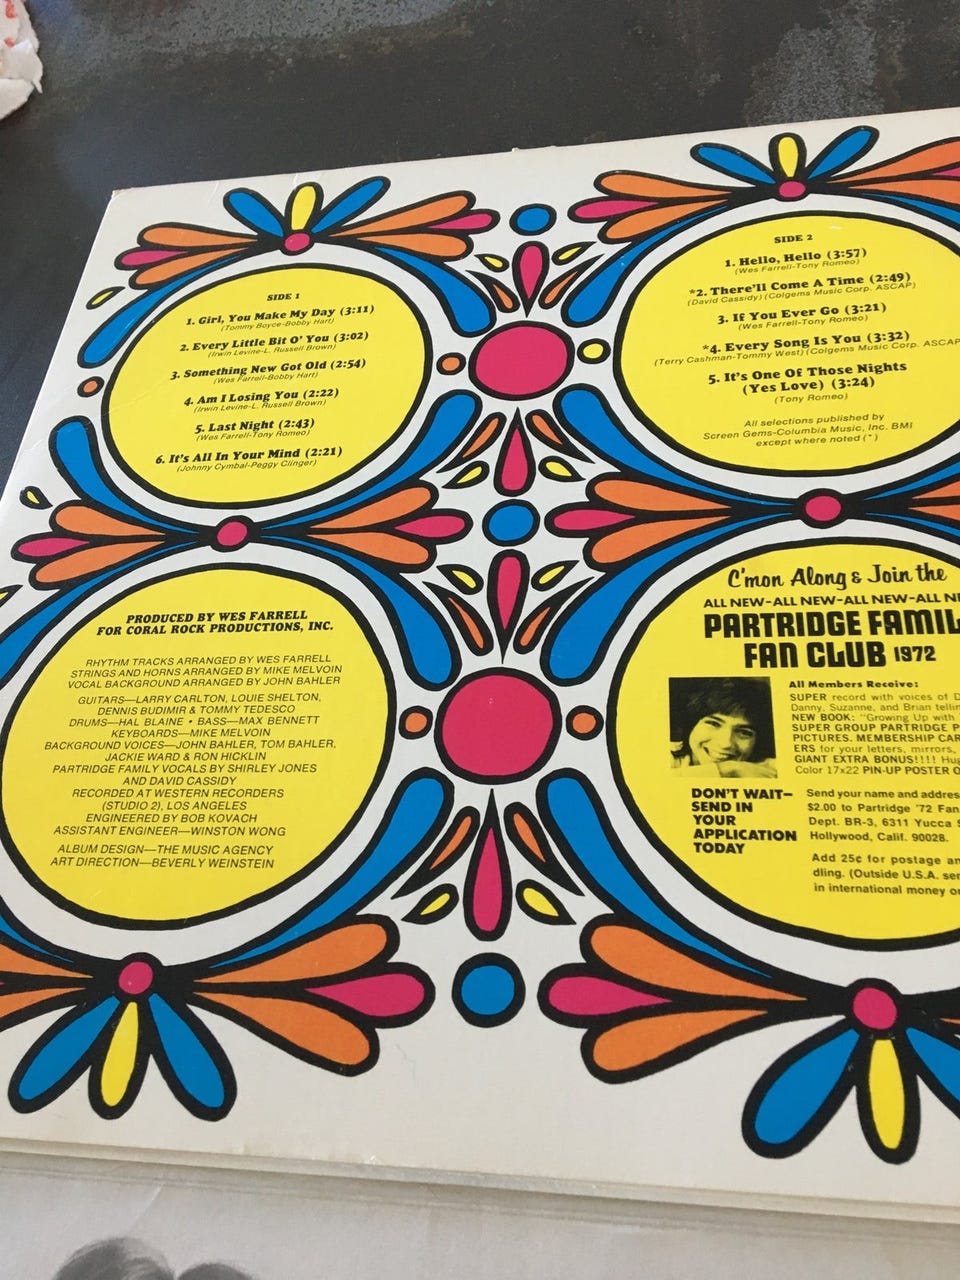 SIDE 1
1. Girl, You Make My Day (3:11)
(Tommy Boyce-Bobby Hart)
2. Every Little Bit O' You (3:02)
(Irwin Levine-L. Russell Brown)
3. Something New Got Old (2:54)
(Wes Farrell-Bobby Hart)
4. Am I Losing You (2:22)
(Irwin Levine-L. Russell Brown)
5. Last Night (2:43)
(Wes Farrell-Tony Romeo)
6. It's All In Your Mind (2:21)
(Johnny Cymbal-Peggy Clinger)
SIDE 2
1. Hello, Hello (3:57)
(Wes Farrell-Tony Romeo)
*2. There'll Come A Time (2:49)
(David Cassidy) (Colgems Music Corp. ASCAP)
3. If You Ever Go (3:21)
(Wes Farrell-Tony Romeo)
*4. Every Song Is You (3:32)
(Terry Cashman-Tommy West) (Colgems Music Corp. ASCAP
5. It's One Of Those Nights
(Yes Love) (3:24)
(Tony Romeo)
All selections published by
Screen Gems-Columbia Music, Inc. BMI
except where noted (*)
PRODUCED BY WES FARRELL
FOR CORAL ROCK PRODUCTIONS, INC.
RHYTHM TRACKS ARRANGED BY WES FARRELL
STRINGS AND HORNS ARRANGED BY MIKE MELVOIN
VOCAL BACKGROUND ARRANGED BY JOHN BAHLER
GUITARS—LARRY CARLTON, LOUIE SHELTON,
DENNIS BUDIMIR & TOMMY TEDESCO
DRUMS—HAL BLAINE • BASS—MAX BENNETT
KEYBOARDS—MIKE MELVOIN
BACKGROUND VOICES—JOHN BAHLER, TOM BAHLER,
JACKIE WARD & RON HICKLIN
PARTRIDGE FAMILY VOCALS BY SHIRLEY JONES
AND DAVID CASSIDY
RECORDED AT WESTERN RECORDERS
(STUDIO 2), LOS ANGELES
ENGINEERED BY BOB KOVACH
ASSISTANT ENGINEER—WINSTON WONG
ALBUM DESIGN—THE MUSIC AGENCY
ART DIRECTION—BEVERLY WEINSTEIN
C'mon Along & Join the
ALL NEW-ALL NEW-ALL NEW-ALL
PARTRIDGE FAMIL
FAN CLUB 1972
All Members Receive:
SUPER record with voices of
Danny, Suzanne, and Brian
NEW BOOK: "Growing Up with
SUPER GROUP PARTRIDGE
PICTURES. MEMBERSHIP
ERS for your letters, mirrors,
GIANT EXTRA BONUS!!!!
Color 17x22 PIN-UP POSTER
DON'T WAIT—
SEND IN
YOUR
APPLICATION
TODAY
Send your name and
$2.00 to Partridge '72 Fan
Dept. BR-3, 6311 Yucca
Hollywood, Calif. 90028.
Add 25¢ for postage
dling. (Outside U.S.A.
in international money